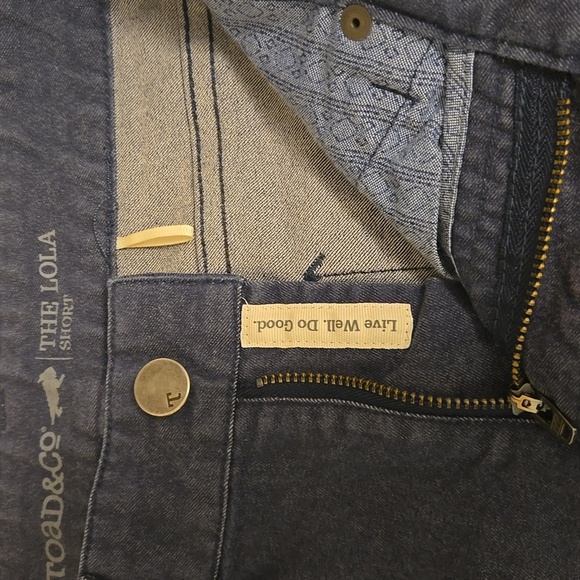 TOAD&CO
THE LOLA
SHORT
Live Well. Do Good.
T